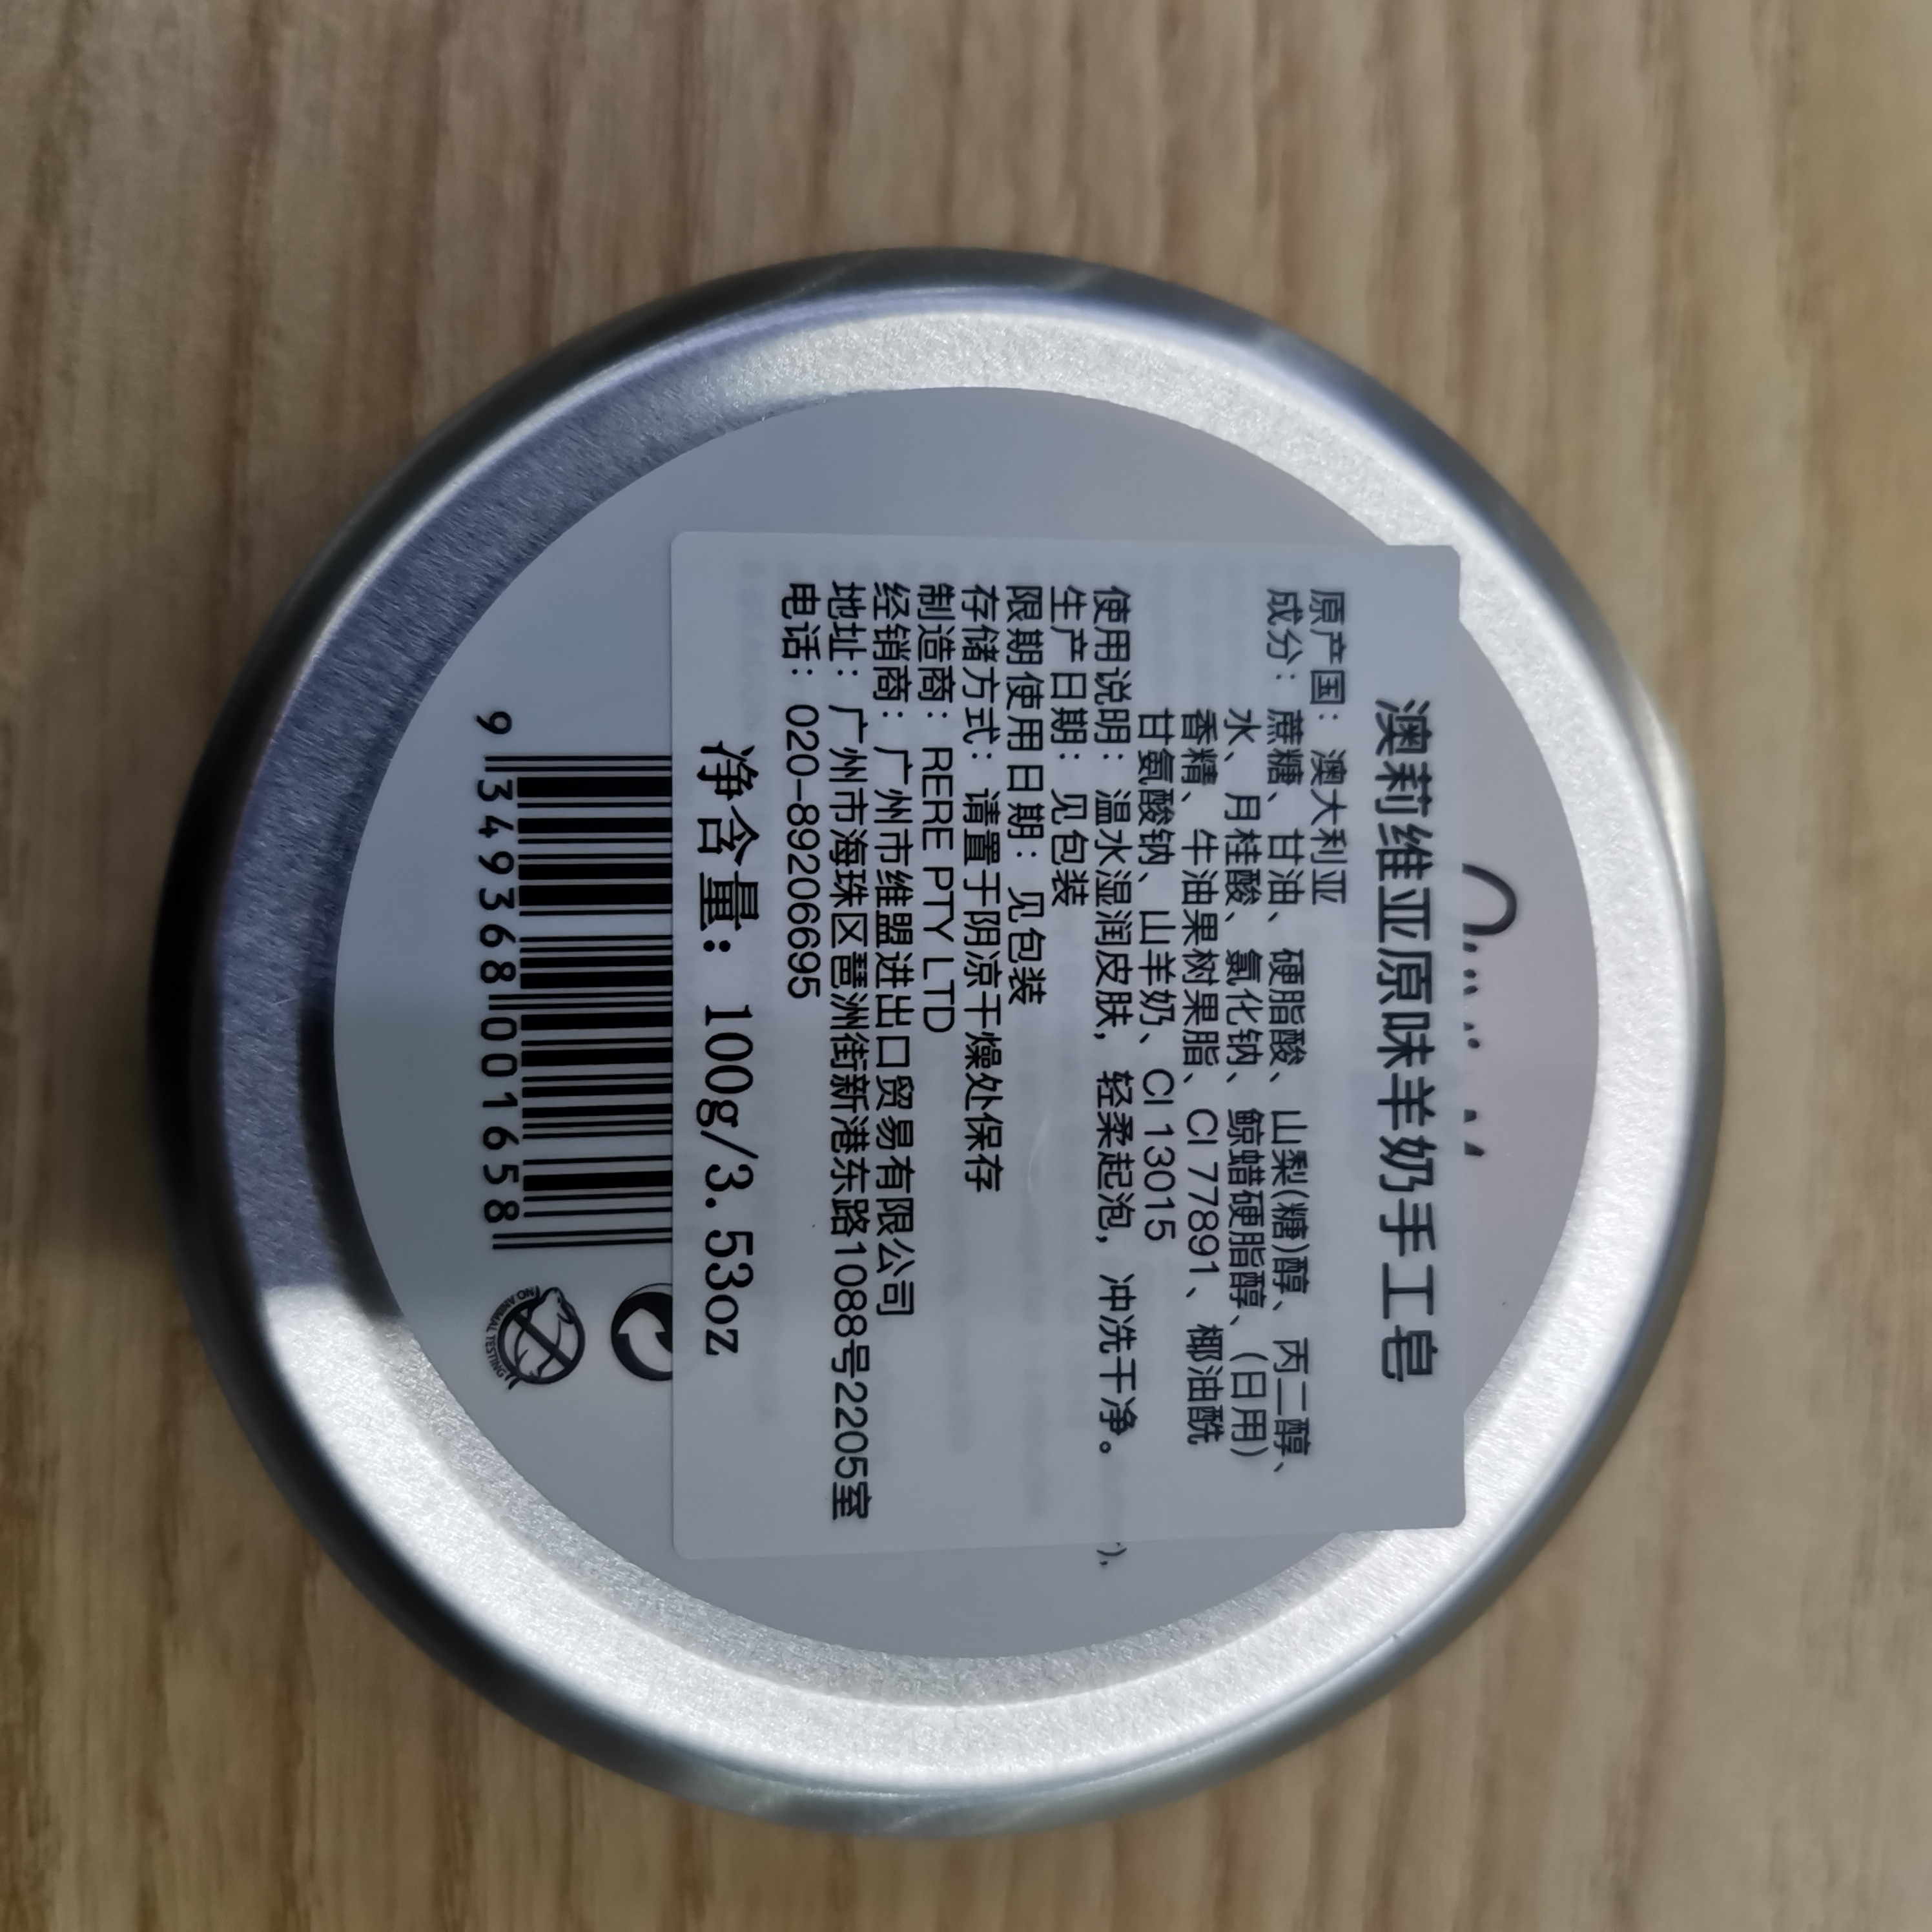 澳莉维亚原味羊奶手工皂
原产国：澳大利亚
成分：蔗糖、甘油、硬脂酸、山梨(糖)醇、丙二醇、
水、月桂酸、氯化钠、鲸蜡硬脂醇、(日用)
香精、牛油果树果脂、CI 77891、椰油酰
甘氨酸钠、山羊奶、CI 13015
使用说明：温水湿润皮肤，轻柔起泡，冲洗干净。
生产日期：见包装
限期使用日期：见包装
存储方式：请置于阴凉干燥处保存
制造商：RERE PTY LTD
经销商：广州市维盟进出口贸易有限公司
地址：广州市海珠区琶洲街新港东路1088号2205室
电话：020-89206695
净含量：100g/3.53oz
9 349368 001658
NO ANIMAL TESTING